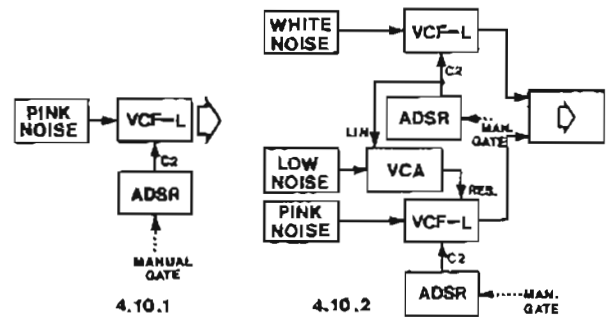 PINK
NOISE
VCF-L
C2
ADSR
MANUAL
GATE
4.10.1
WHITE
NOISE
VCF-L
C2
ADSR
MAN.
GATE
LIN
LOW
NOISE
VCA
RES.
PINK
NOISE
VCF-L
C2
ADSR
MAN.
GATE
4.10.2